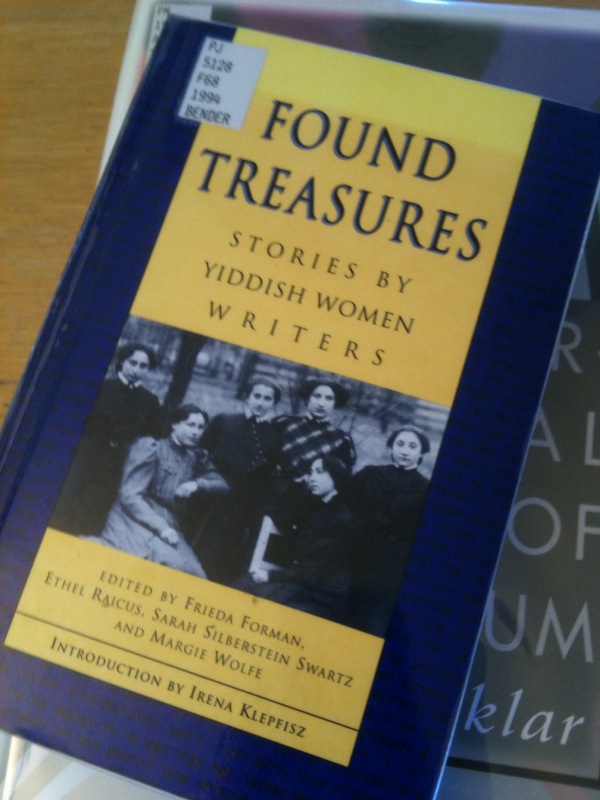 PJ
5128
F68
1994
BENDER
FOUND
TREASURES
STORIES BY
YIDDISH WOMEN
WRITERS
EDITED BY FRIEDA FORMAN,
ETHEL RAICUS, SARAH SILBERSTEIN SWARTZ
AND MARGIE WOLFE
INTRODUCTION BY IRENA KLEPFISZ
PN
R-
AL
OF
UM
klar